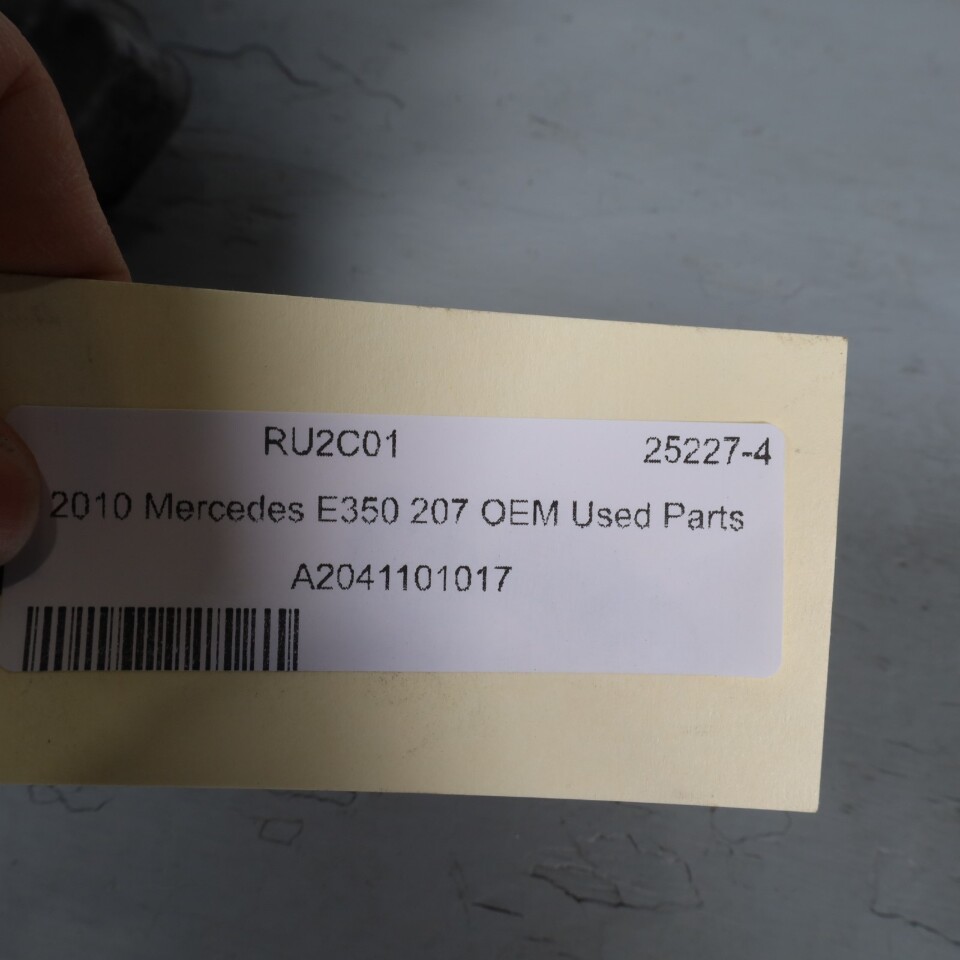 RU2C01 25227-4
2010 Mercedes E350 207 OEM Used Parts
A2041101017